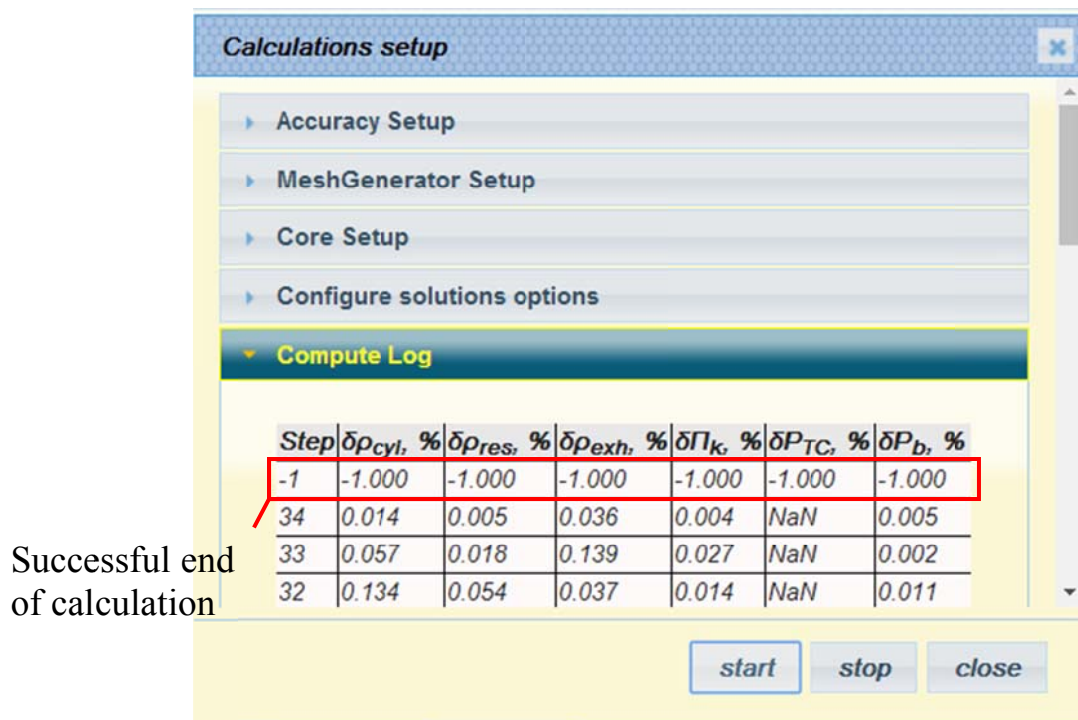 Calculations setup
Accuracy Setup
MeshGenerator Setup
Core Setup
Configure solutions options
Compute Log
Step δρcyl, % δρres, % δρexh, % δΠk, % δPTC, % δPb, %
-1 -1.000 -1.000 -1.000 -1.000 -1.000 -1.000
34 0.014 0.005 0.036 0.004 NaN 0.005
33 0.057 0.018 0.139 0.027 NaN 0.002
32 0.134 0.054 0.037 0.014 NaN 0.011
Successful end
of calculation
start stop close